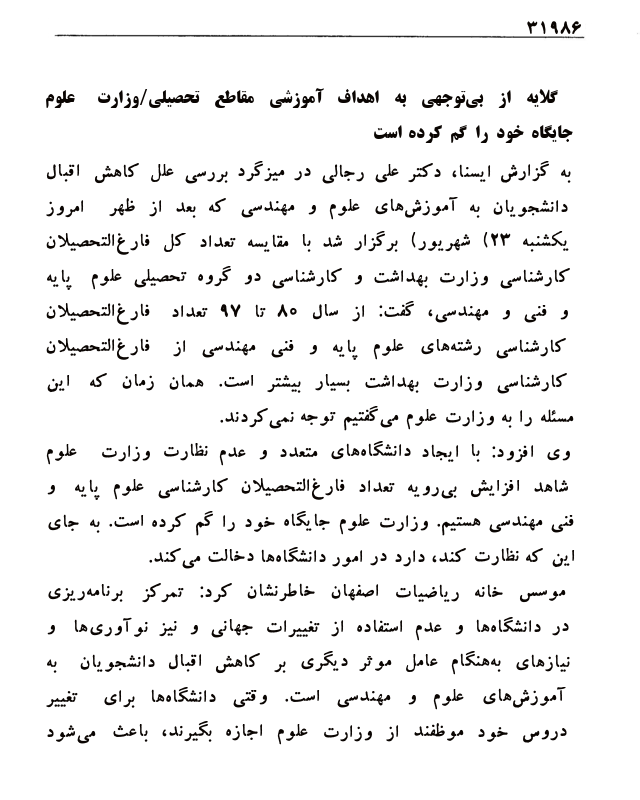 ۳۱۹۸۶
گلایه از بی‌توجهی به اهداف آموزشی مقاطع تحصیلی/وزارت علوم
جایگاه خود را گم کرده است
به گزارش ایسنا، دکتر علی رجالی در میزگرد بررسی علل کاهش اقبال
دانشجویان به آموزش‌های علوم و مهندسی که بعد از ظهر امروز
یکشنبه ۲۳) شهریور) برگزار شد با مقایسه تعداد کل فارغ‌التحصیلان
کارشناسی وزارت بهداشت و کارشناسی دو گروه تحصیلی علوم پایه
و فنی و مهندسی، گفت: از سال ۸۰ تا ۹۷ تعداد فارغ‌التحصیلان
کارشناسی رشته‌های علوم پایه و فنی مهندسی از فارغ‌التحصیلان
کارشناسی وزارت بهداشت بسیار بیشتر است. همان زمان که این
مسئله را به وزارت علوم می‌گفتیم توجه نمی‌کردند.
وی افزود: با ایجاد دانشگاه‌های متعدد و عدم نظارت وزارت علوم
شاهد افزایش بی‌رویه تعداد فارغ‌التحصیلان کارشناسی علوم پایه و
فنی مهندسی هستیم. وزارت علوم جایگاه خود را گم کرده است. به جای
این که نظارت کند، دارد در امور دانشگاه‌ها دخالت می‌کند.
موسس خانه ریاضیات اصفهان خاطرنشان کرد: تمرکز برنامه‌ریزی
در دانشگاه‌ها و عدم استفاده از تغییرات جهانی و نیز نوآوری‌ها و
نیازهای به‌هنگام عامل موثر دیگری بر کاهش اقبال دانشجویان به
آموزش‌های علوم و مهندسی است. وقتی دانشگاه‌ها برای تغییر
دروس خود موظفند از وزارت علوم اجازه بگیرند، باعث می‌شود